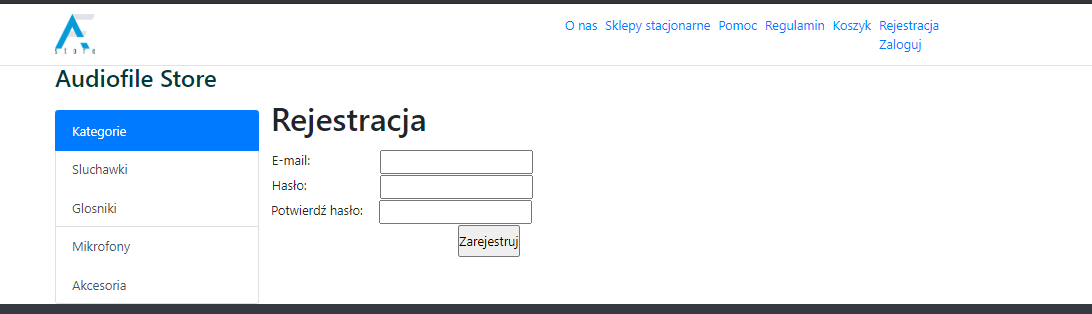 Store
O nas Sklepy stacjonarne Pomoc Regulamin Koszyk Rejestracja
Zaloguj
Audiofile Store
Kategorie
Sluchawki
Glosniki
Mikrofony
Akcesoria
Rejestracja
E-mail:
Hasło:
Potwierdź hasło:
Zarejestruj